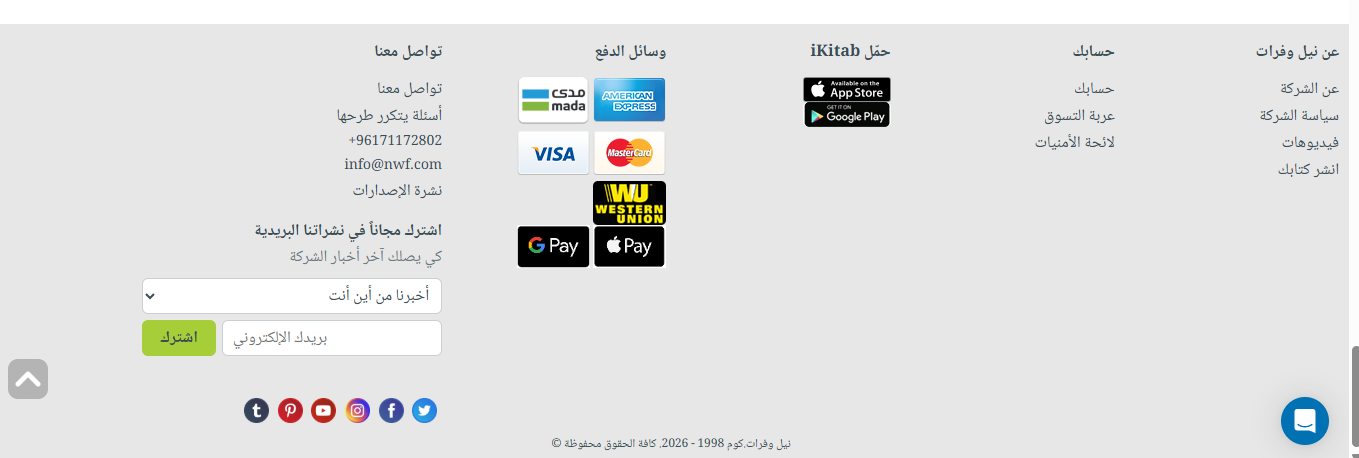 عن نيل وفرات
عن الشركة
سياسة الشركة
فيديوهات
انشر كتابك
حسابك
حسابك
عربة التسوق
لائحة الأمنيات
حمّل iKitab
Available on the
App Store
GET IT ON
Google Play
وسائل الدفع
AMERICAN
EXPRESS
مدى
mada
MasterCard
VISA
WU
WESTERN
UNION
Pay
G Pay
تواصل معنا
تواصل معنا
أسئلة يتكرر طرحها
+96171172802
info@nwf.com
نشرة الإصدارات
اشترك مجاناً في نشراتنا البريدية
كي يصلك آخر أخبار الشركة
أخبرنا من أين أنت
بريدك الإلكتروني
اشترك
نيل وفرات.كوم 1998 - 2026. كافة الحقوق محفوظة ©